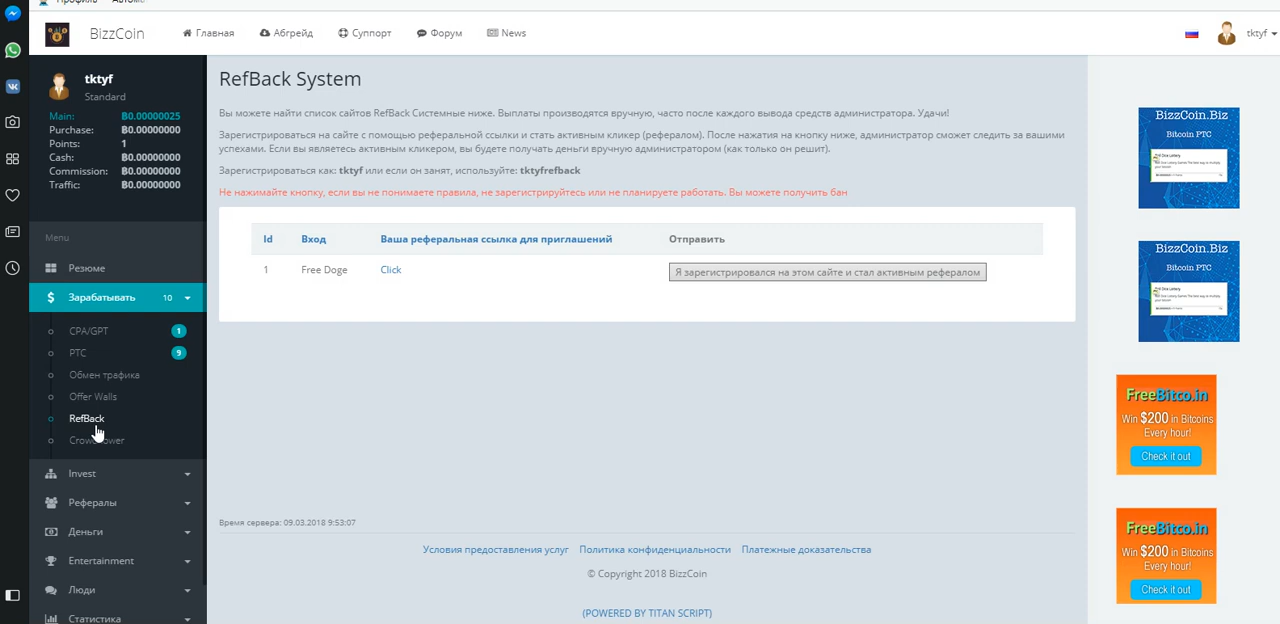 BizzCoin
Главная
Абгрейд
Суппорт
Форум
News
tktyf
tktyf
Standard
Main: ฿0.00000025
Purchase: ฿0.00000000
Points: 1
Cash: ฿0.00000000
Commission: ฿0.00000000
Traffic: ฿0.00000000
Menu
Резюме
Зарабатывать 10
CPA/GPT 1
PTC 9
Обмен трафика
Offer Walls
RefBack
Invest
Рефералы
Деньги
Entertainment
Люди
Статистика
RefBack System
Вы можете найти список сайтов RefBack Системные ниже. Выплаты производятся вручную, часто после каждого вывода средств администратора. Удачи!
Зарегистрироваться на сайте с помощью реферальной ссылки и стать активным кликер (рефералом). После нажатия на кнопку ниже, администратор сможет следить за вашими
успехами. Если вы являетесь активным кликером, вы будете получать деньги вручную администратором (как только он решит).
Зарегистрироваться как: tktyf или если он занят, используйте: tktyfrefback
Не нажимайте кнопку, если вы не понимаете правила, не зарегистрируйтесь или не планируете работать. Вы можете получить бан
Id Вход Ваша реферальная ссылка для приглашений Отправить
1 Free Doge Click Я зарегистрировался на этом сайте и стал активным рефералом
Время сервера: 09.03.2018 9:53:07
Условия предоставления услуг Политика конфиденциальности Платежные доказательства
© Copyright 2018 BizzCoin
(POWERED BY TITAN SCRIPT)
BizzCoin.Biz
Bitcoin PTC
BizzCoin.Biz
Bitcoin PTC
FreeBitco.in
Win $200 in Bitcoins
Every hour!
Check it out
FreeBitco.in
Win $200 in Bitcoins
Every hour!
Check it out